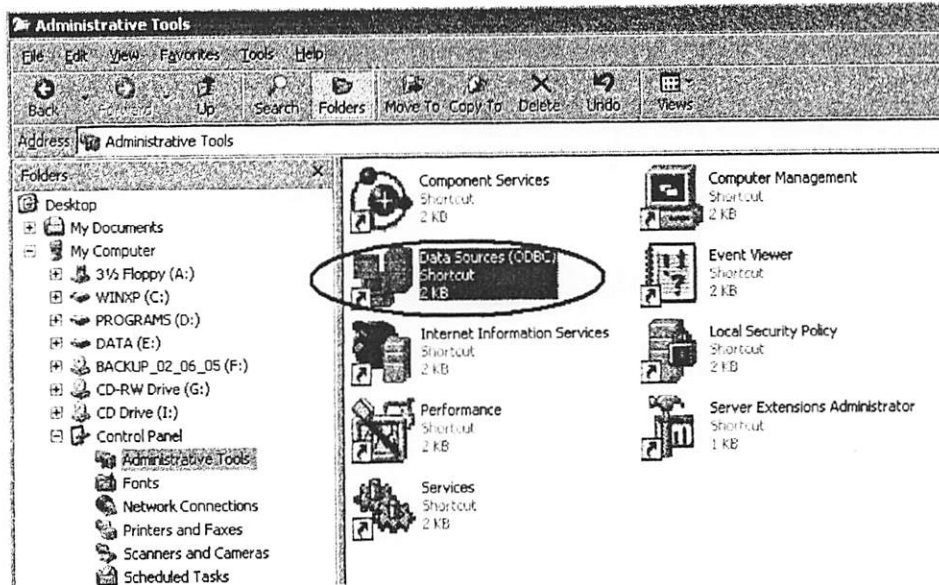 Administrative Tools
File Edit View Favorites Tools Help
Back Forward Up Search Folders Move To Copy To Delete Undo Views
Address Administrative Tools
Folders
Desktop
My Documents
My Computer
3½ Floppy (A:)
WINXP (C:)
PROGRAMS (D:)
DATA (E:)
BACKUP_02_06_05 (F:)
CD-RW Drive (G:)
CD Drive (I:)
Control Panel
Administrative Tools
Fonts
Network Connections
Printers and Faxes
Scanners and Cameras
Scheduled Tasks
Component Services
Shortcut
2 KB
Computer Management
Shortcut
2 KB
Data Sources (ODBC)
Shortcut
2 KB
Event Viewer
Shortcut
2 KB
Internet Information Services
Shortcut
2 KB
Local Security Policy
Shortcut
2 KB
Performance
Shortcut
2 KB
Server Extensions Administrator
Shortcut
1 KB
Services
Shortcut
2 KB